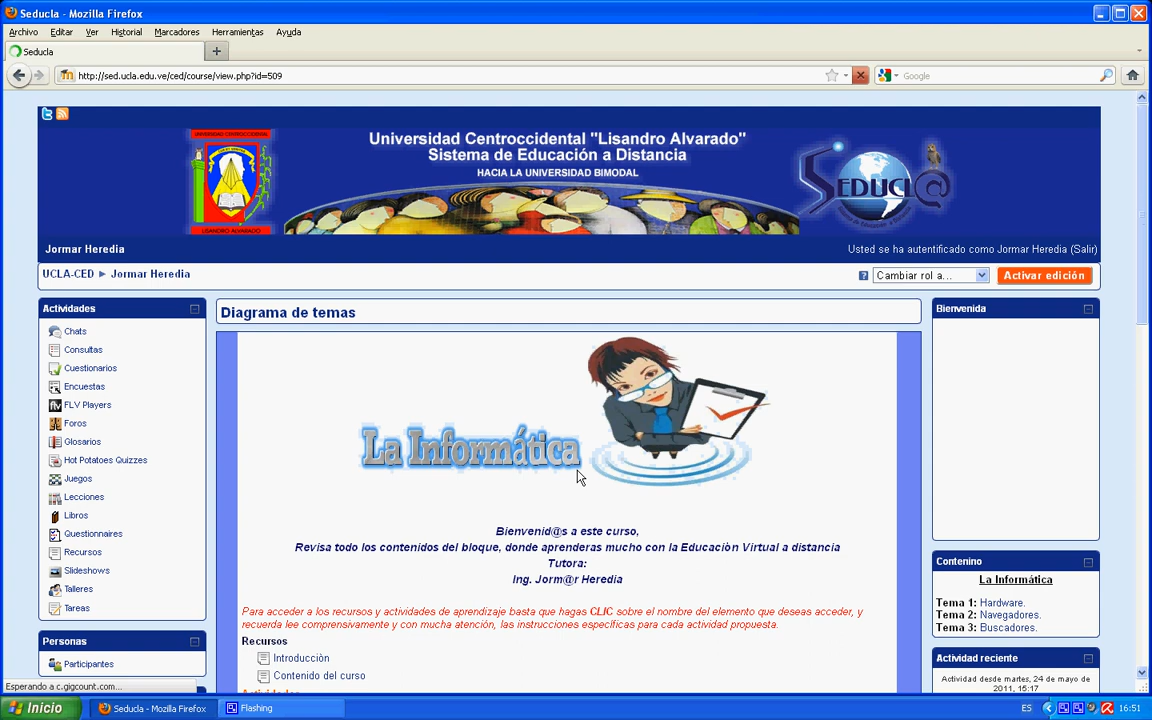 Seducla - Mozilla Firefox
Archivo Editar Ver Historial Marcadores Herramientas Ayuda
Seducla
http://sed.ucla.edu.ve/ced/course/view.php?id=509
Google
Universidad Centroccidental "Lisandro Alvarado"
Sistema de Educación a Distancia
HACIA LA UNIVERSIDAD BIMODAL
UNIVERSIDAD CENTROCCIDENTAL
LISANDRO ALVARADO
SEDUCL@
Jormar Heredia
Usted se ha autentificado como Jormar Heredia (Salir)
UCLA-CED ► Jormar Heredia
Cambiar rol a...
Activar edición
Actividades
Chats
Consultas
Cuestionarios
Encuestas
FLV Players
Foros
Glosarios
Hot Potatoes Quizzes
Juegos
Lecciones
Libros
Questionnaires
Recursos
Slideshows
Talleres
Tareas
Personas
Participantes
Diagrama de temas
La Informática
Bienvenid@s a este curso,
Revisa todo los contenidos del bloque, donde aprenderas mucho con la Educaciòn Virtual a distancia
Tutora:
Ing. Jorm@r Heredia
Para acceder a los recursos y actividades de aprendizaje basta que hagas CLIC sobre el nombre del elemento que deseas acceder, y
recuerda lee comprensivamente y con mucha atención, las instrucciones específicas para cada actividad propuesta.
Recursos
Introducciòn
Contenido del curso
Bienvenida
Contenino
La Informática
Tema 1: Hardware.
Tema 2: Navegadores.
Tema 3: Buscadores.
Actividad reciente
Actividad desde martes, 24 de mayo de
2011, 15:17
Esperando a c.gigcount.com...
Inicio
Seducla - Mozilla Firefox
Flashing
ES
16:51